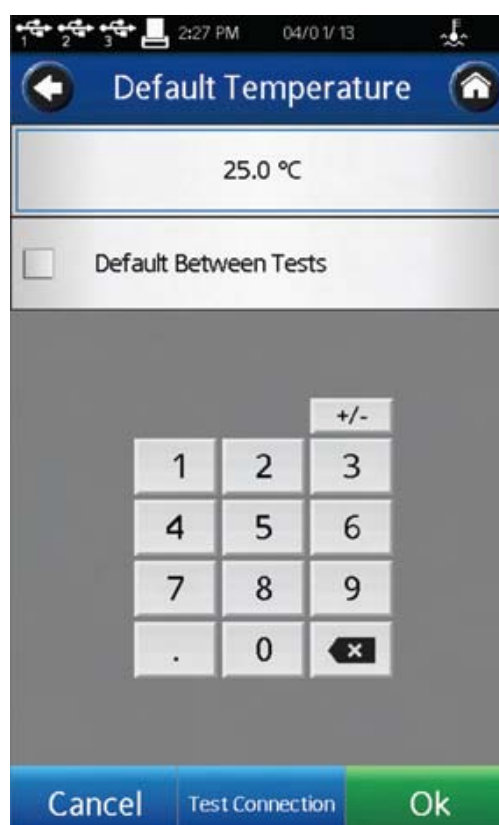 1 2 3 2:27 PM 04/01/13
Default Temperature
25.0 °C
Default Between Tests
+/-
1 2 3
4 5 6
7 8 9
. 0
Cancel Test Connection Ok